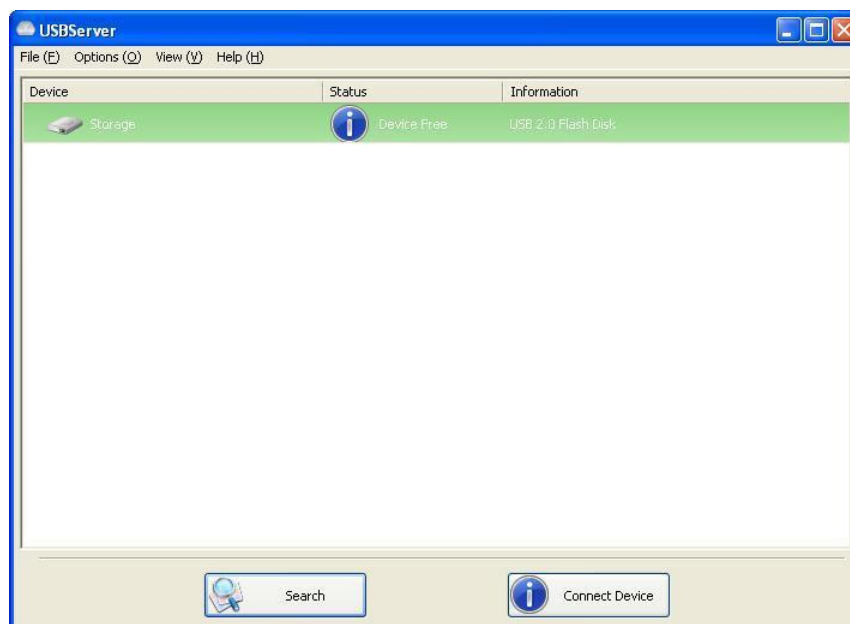 USBServer
File (F) Options (O) View (V) Help (H)
Device Status Information
Storage Device Free USB 2.0 Flash Disk
Search Connect Device